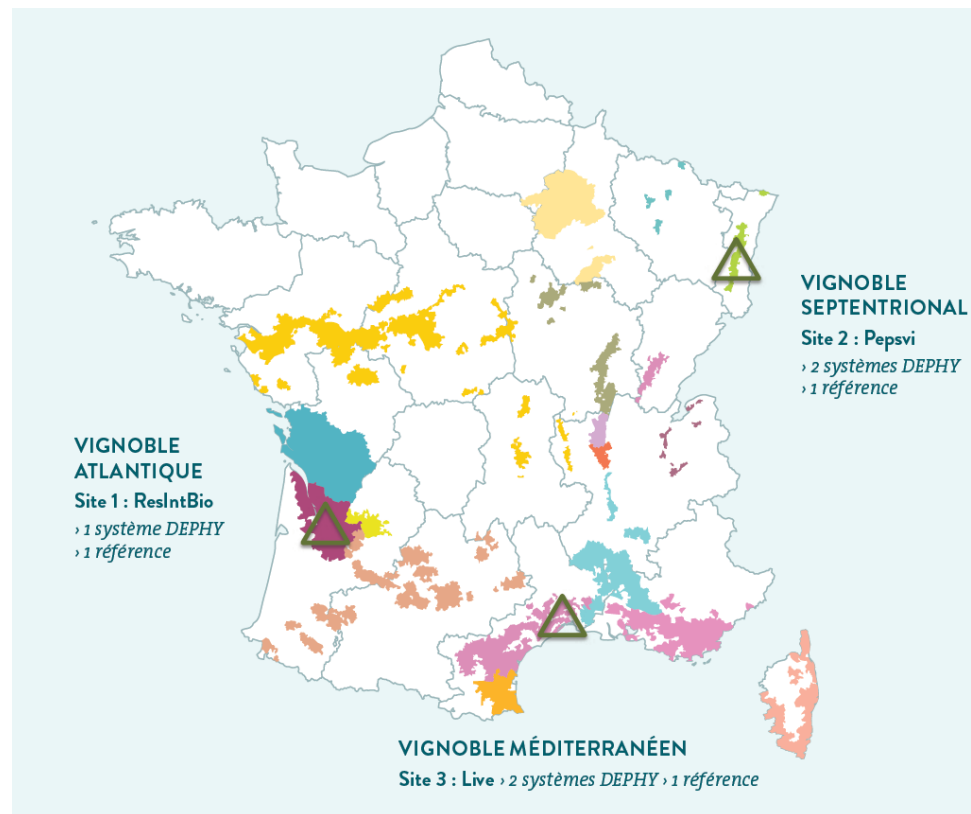 VIGNOBLE
SEPTENTRIONAL
Site 2 : Pepsvi
› 2 systèmes DEPHY
› 1 référence
VIGNOBLE
ATLANTIQUE
Site 1 : ResIntBio
› 1 système DEPHY
› 1 référence
VIGNOBLE MÉDITERRANÉEN
Site 3 : Live › 2 systèmes DEPHY › 1 référence